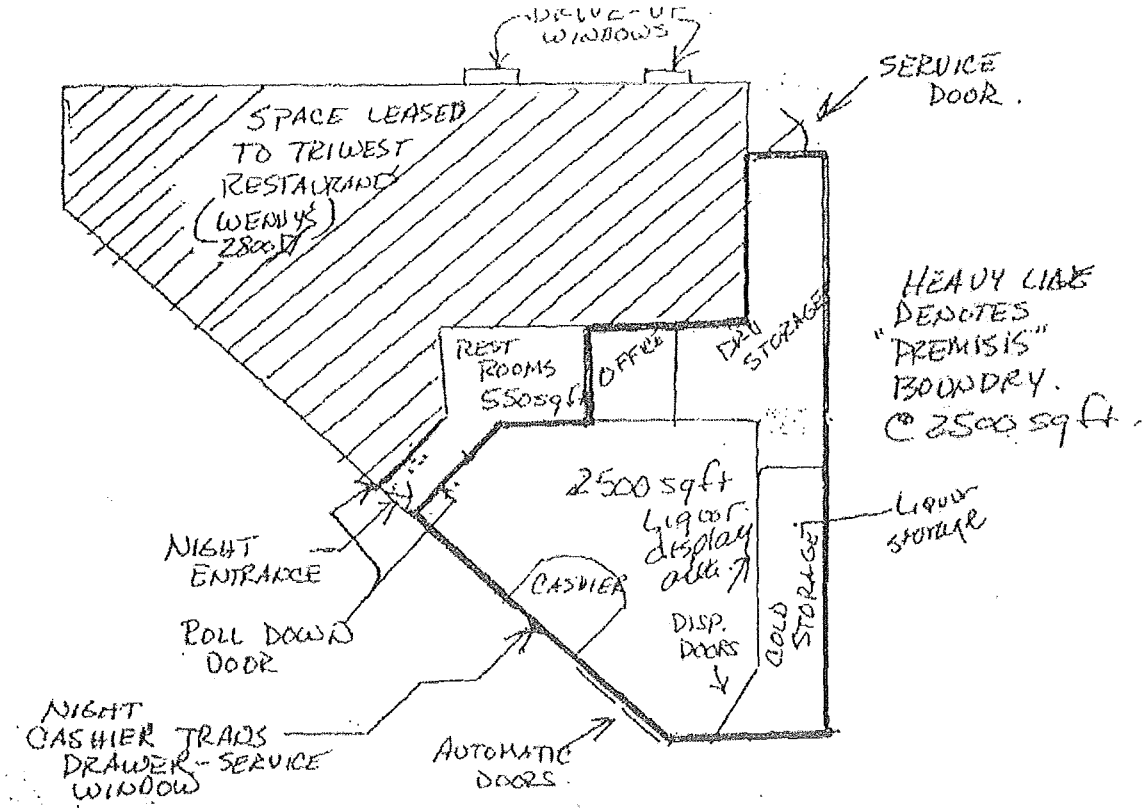 DRIVE-UP
WINDOWS
SERVICE
DOOR.
SPACE LEASED
TO TRIWEST
RESTAURANT
(WENDYS
2800
HEAVY LINE
DENOTES
"PREMISIS"
BOUNDRY.
@ 2500 sq ft.
REST
ROOMS
550 sq ft
OFFICE
DRY
STORAGE
2500 sq ft
Liquor
display
DISP.
DOORS
COLD
STORAGE
Liquor
storage
CASHIER
NIGHT
ENTRANCE
ROLL DOWN
DOOR
NIGHT
CASHIER TRANS
DRAWER-SERVICE
WINDOW
AUTOMATIC
DOORS.